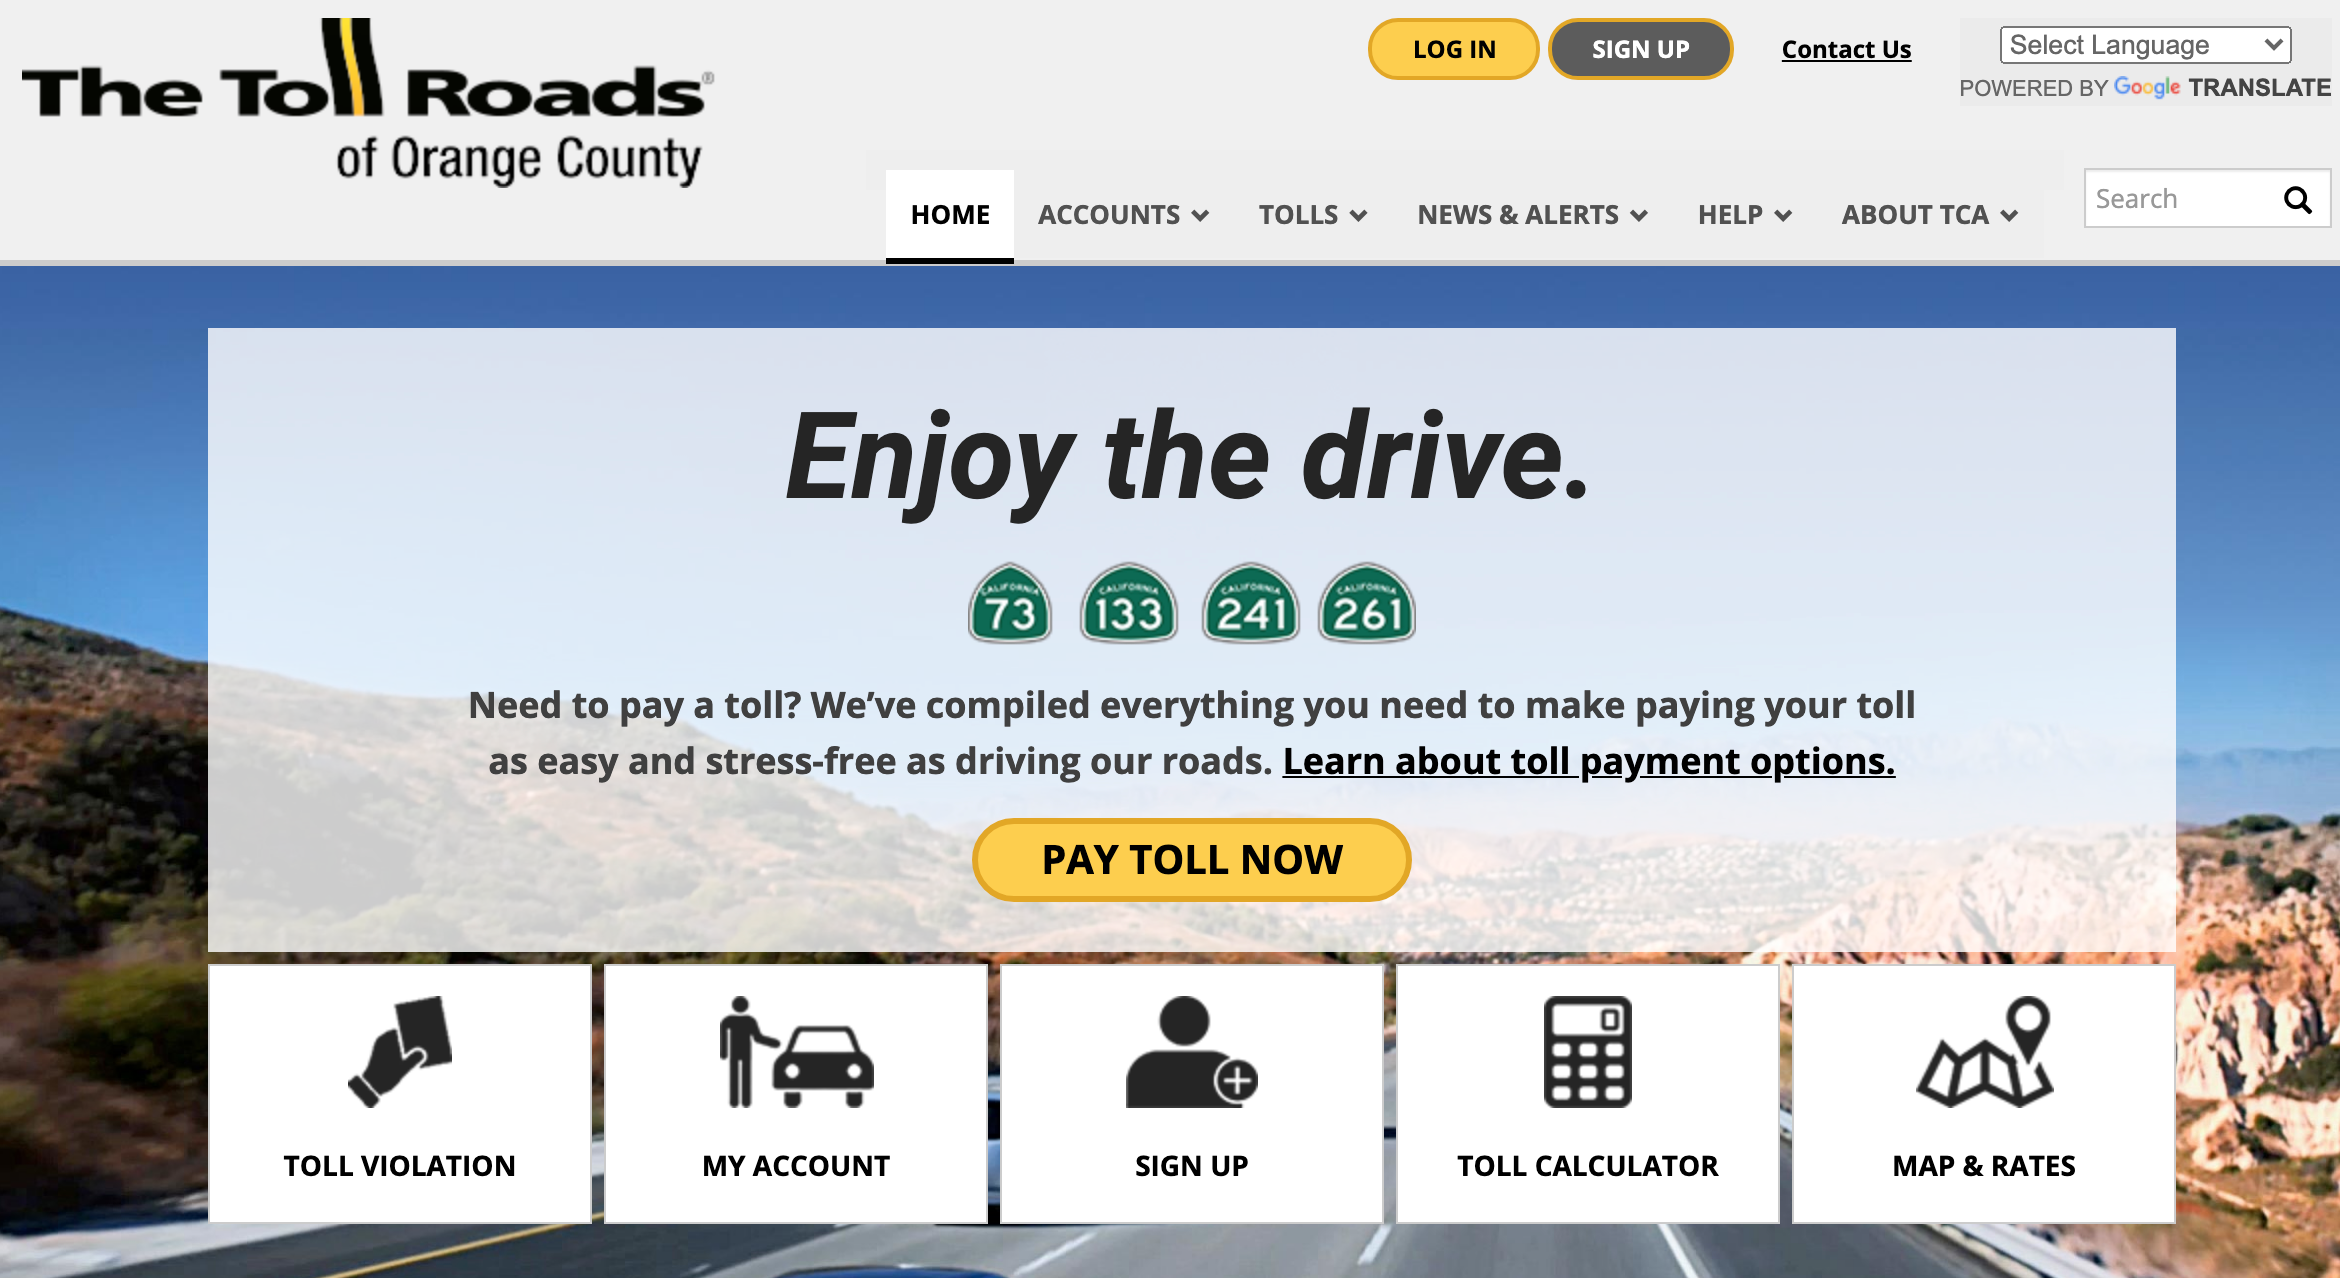 The Toll Roads®
of Orange County
LOG IN
SIGN UP
Contact Us
Select Language
POWERED BY Google TRANSLATE
HOME
ACCOUNTS
TOLLS
NEWS & ALERTS
HELP
ABOUT TCA
Search
Enjoy the drive.
CALIFORNIA 73
CALIFORNIA 133
CALIFORNIA 241
CALIFORNIA 261
Need to pay a toll? We’ve compiled everything you need to make paying your toll
as easy and stress-free as driving our roads. Learn about toll payment options.
PAY TOLL NOW
TOLL VIOLATION
MY ACCOUNT
SIGN UP
TOLL CALCULATOR
MAP & RATES